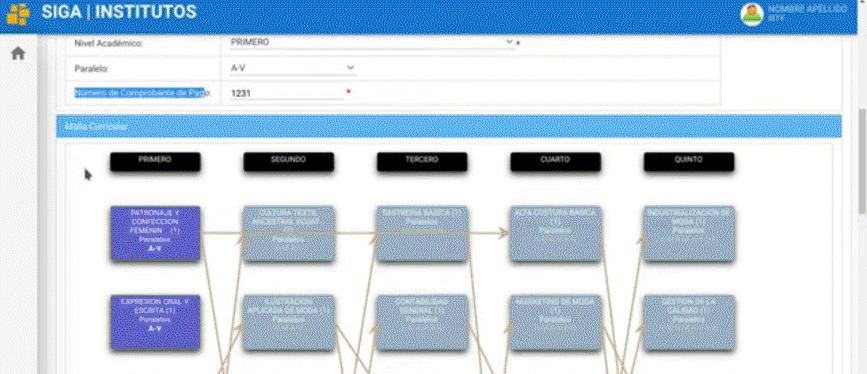 SIGA | INSTITUTOS
NOMBRE APELLIDO
ISTV
Nivel Académico: PRIMERO *
Paralelo: A-V
Número de Comprobante de Pago: 1231 *
Malla Curricular
PRIMERO SEGUNDO TERCERO CUARTO QUINTO
PATRONAJE Y
CONFECCION
FEMENIN (1)
Paralelos
A-V
CULTURA TEXTIL
ANCESTRAL ECUAT.
(1)
Paralelos
SASTRERIA BASICA (1)
Paralelos
ALTA COSTURA BASICA
(1)
Paralelos
INDUSTRIALIZACION DE
MODA (1)
Paralelos
EXPRESION ORAL Y
ESCRITA (1)
Paralelos
A-V
ILUSTRACION
APLICADA DE MODA (1)
Paralelos
CONTABILIDAD
GENERAL (1)
Paralelos
MARKETING DE MODA
(1)
Paralelos
GESTION DE LA
CALIDAD (1)
Paralelos